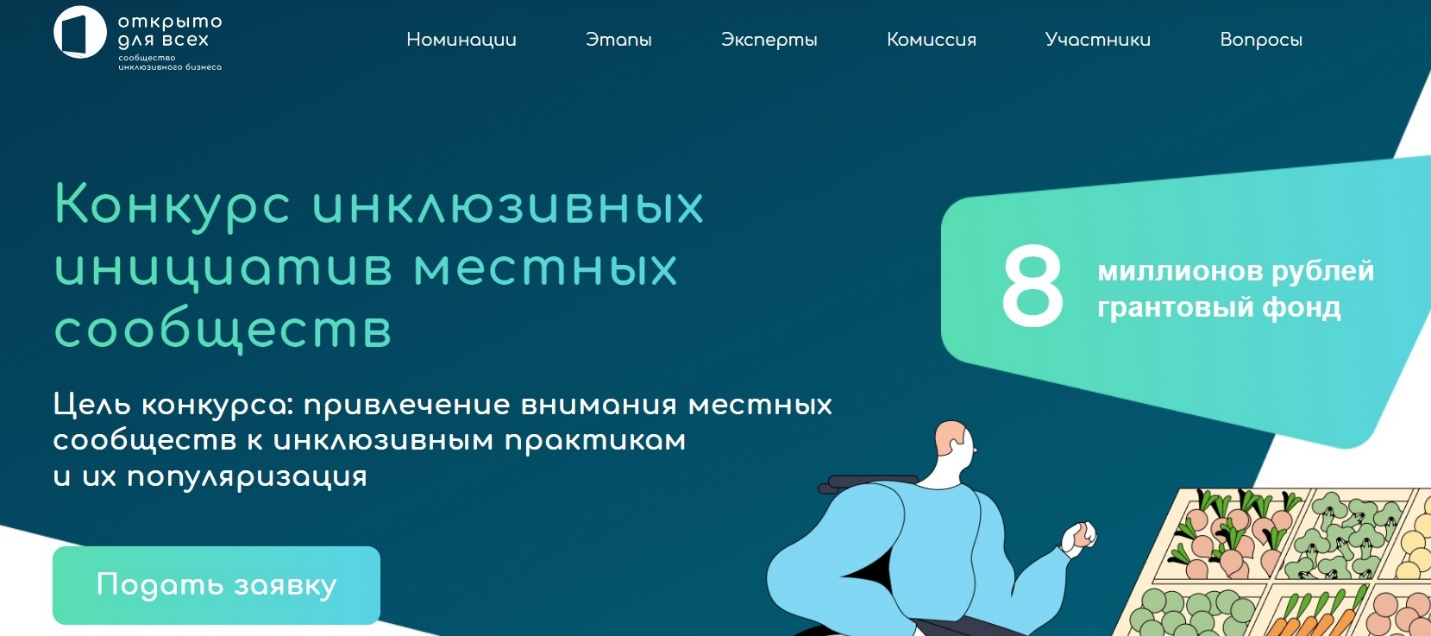 открыто
для всех
сообщество
инклюзивного бизнеса
Номинации
Этапы
Эксперты
Комиссия
Участники
Вопросы
Конкурс инклюзивных
инициатив местных
сообществ
8
миллионов рублей
грантовый фонд
Цель конкурса: привлечение внимания местных
сообществ к инклюзивным практикам
и их популяризация
Подать заявку